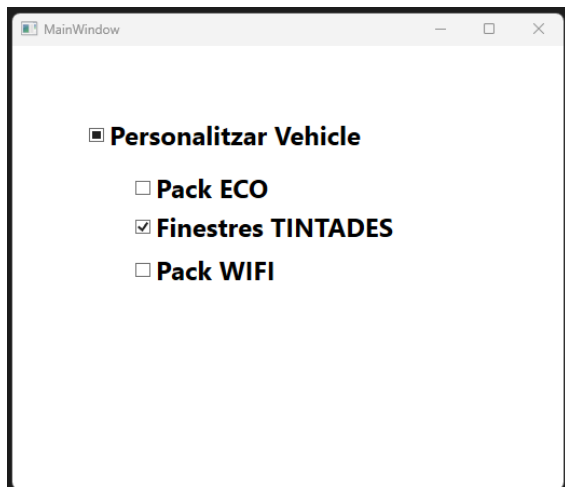 MainWindow
Personalitzar Vehicle
Pack ECO
Finestres TINTADES
Pack WIFI